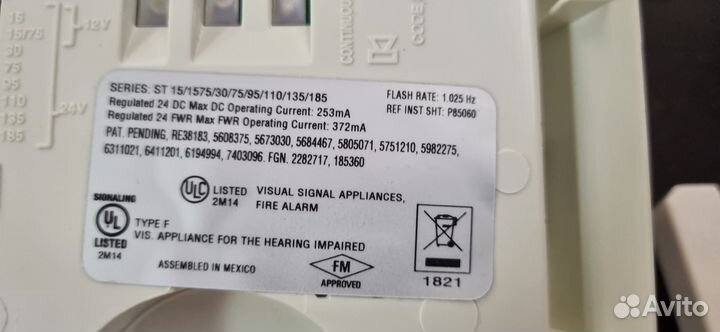 15
15/75
30
75
95
110
135
185
12V
24V
CONTINUOUS
CODE
SERIES: ST 15/1575/30/75/95/110/135/185
FLASH RATE: 1.025 Hz
Regulated 24 DC Max DC Operating Current: 253mA
REF INST SHT: P85060
Regulated 24 FWR Max FWR Operating Current: 372mA
PAT. PENDING, RE38183, 5608375, 5673030, 5684467, 5805071, 5751210, 5982275,
6311021, 6411201, 6194994, 7403096. FGN. 2282717, 185360
ULC LISTED
2M14
VISUAL SIGNAL APPLIANCES,
FIRE ALARM
SIGNALING
UL
LISTED
2M14
TYPE F
VIS. APPLIANCE FOR THE HEARING IMPAIRED
ASSEMBLED IN MEXICO
FM
APPROVED
1821
Avito